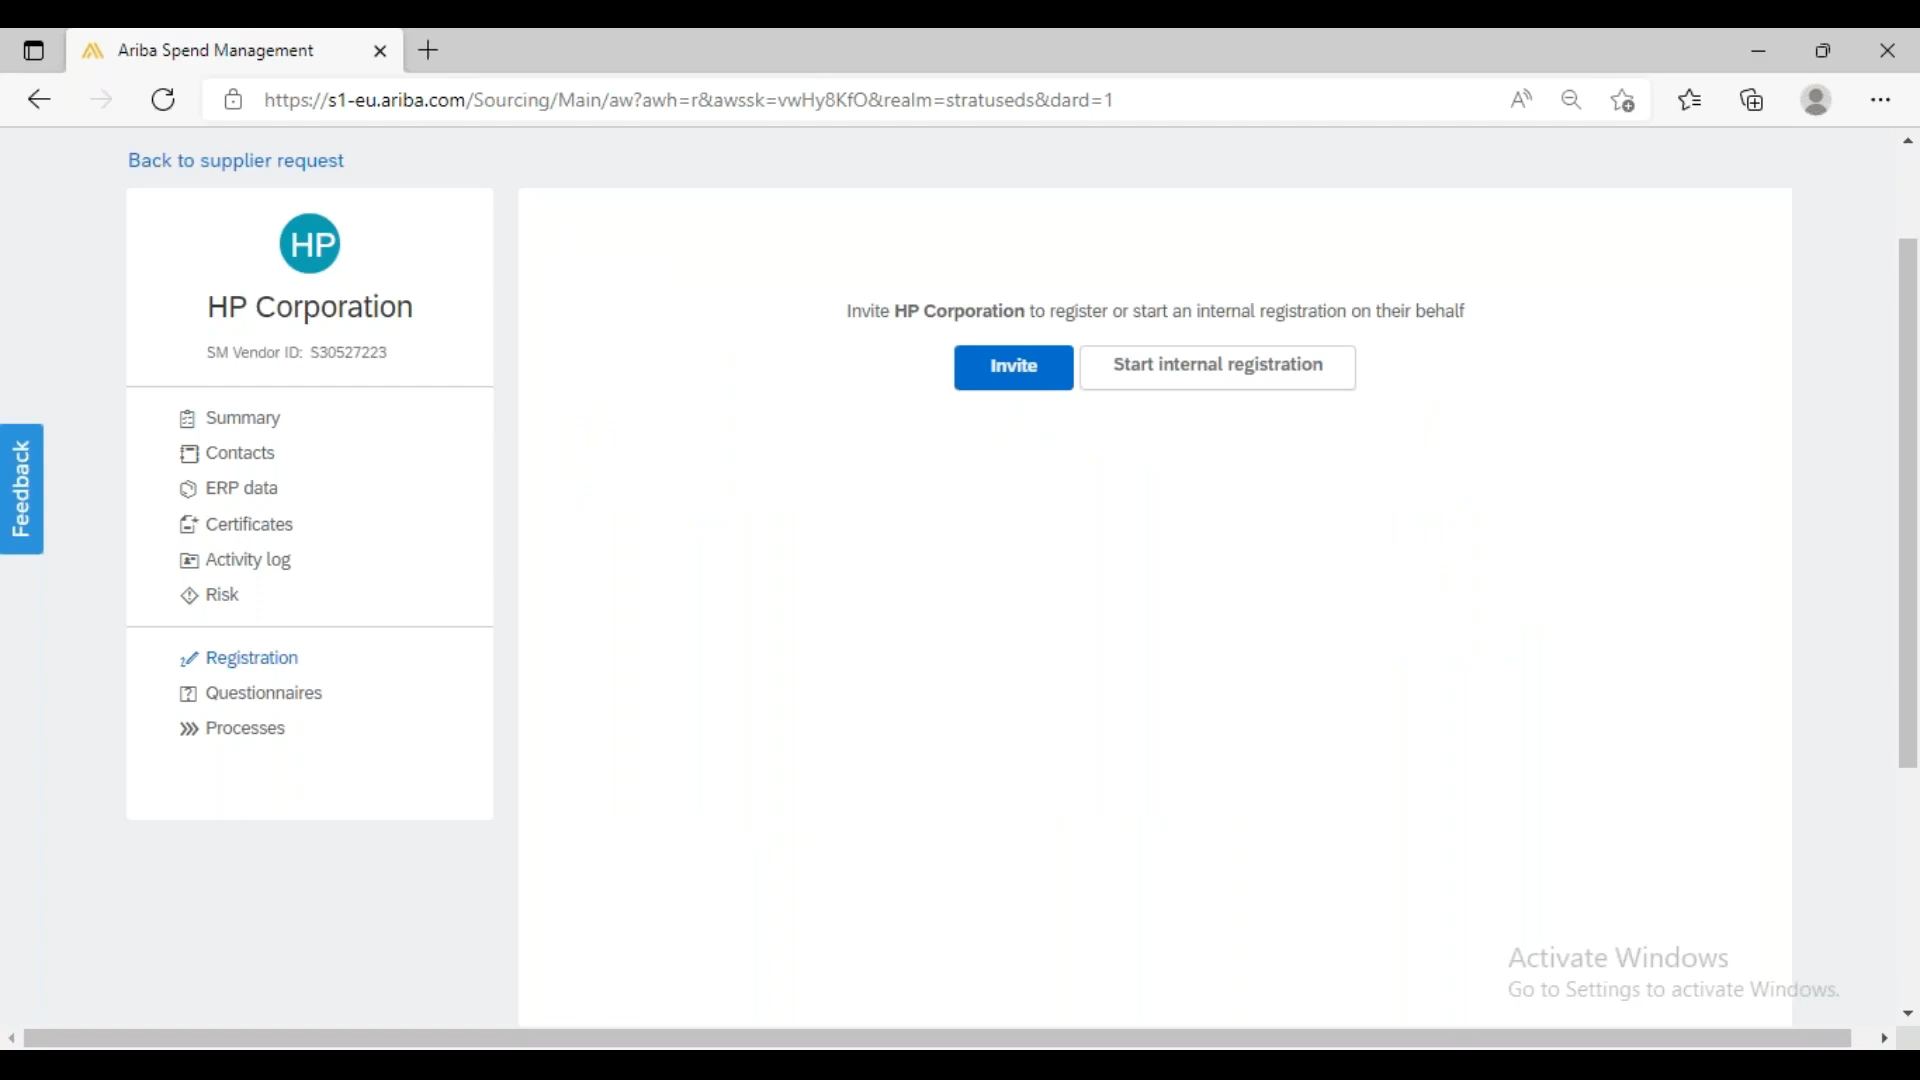 Ariba Spend Management
https://s1-eu.ariba.com/Sourcing/Main/aw?awh=r&awssk=vwHy8KfO&realm=stratuseds&dard=1
Back to supplier request
HP
HP Corporation
SM Vendor ID: S30527223
Summary
Contacts
ERP data
Certificates
Activity log
Risk
Registration
Questionnaires
Processes
Feedback
Invite HP Corporation to register or start an internal registration on their behalf
Invite
Start internal registration
Activate Windows
Go to Settings to activate Windows.